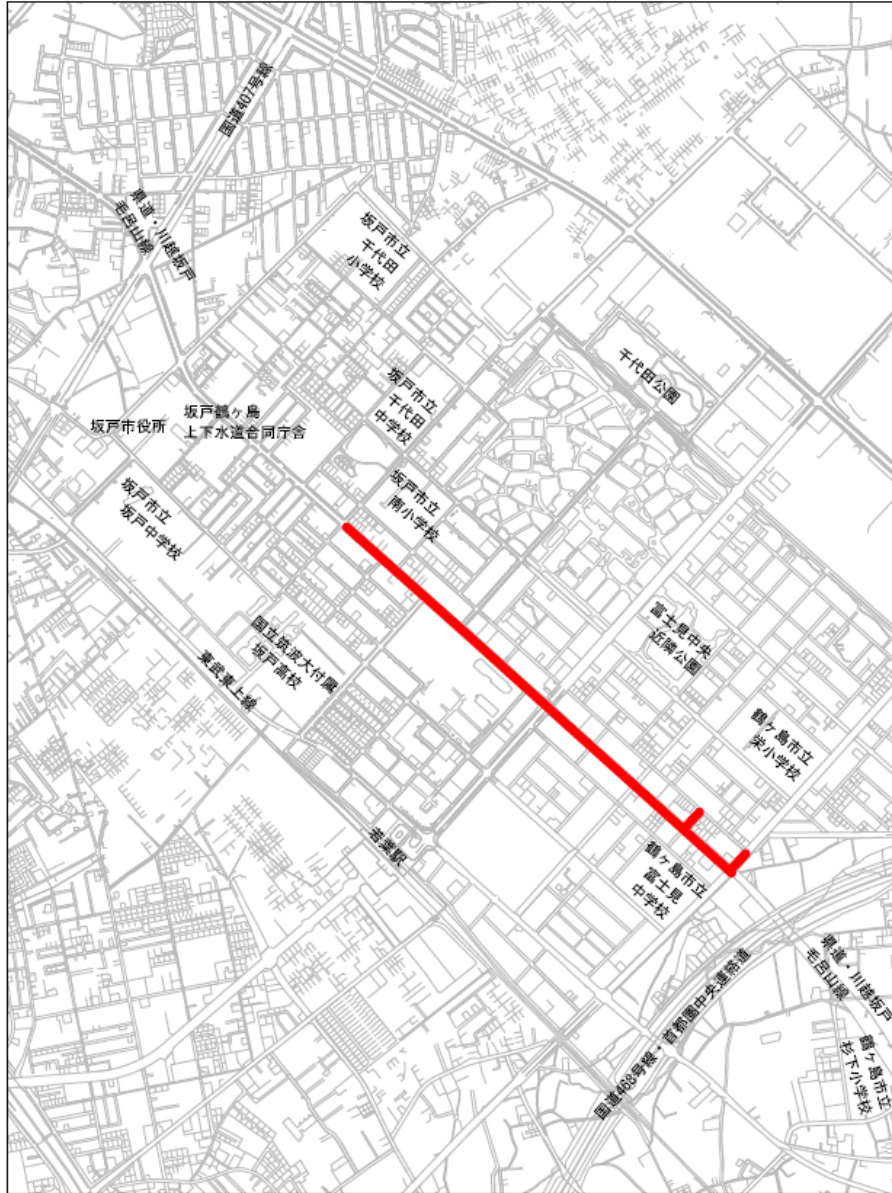 国道407号線
県道・川越坂戸
毛呂山線
坂戸市立
千代田
小学校
千代田公園
坂戸市立
千代田
中学校
坂戸市役所
坂戸鶴ヶ島
上下水道合同庁舎
坂戸市立
南小学校
坂戸市立
坂戸中学校
国立筑波大付属
坂戸高校
富士見中央
近隣公園
東武東上線
鶴ヶ島市立
栄小学校
若葉駅
鶴ヶ島市立
富士見
中学校
県道・川越坂戸
毛呂山線
国道468号線・首都圏中央連絡道
鶴ヶ島市立
杉下小学校